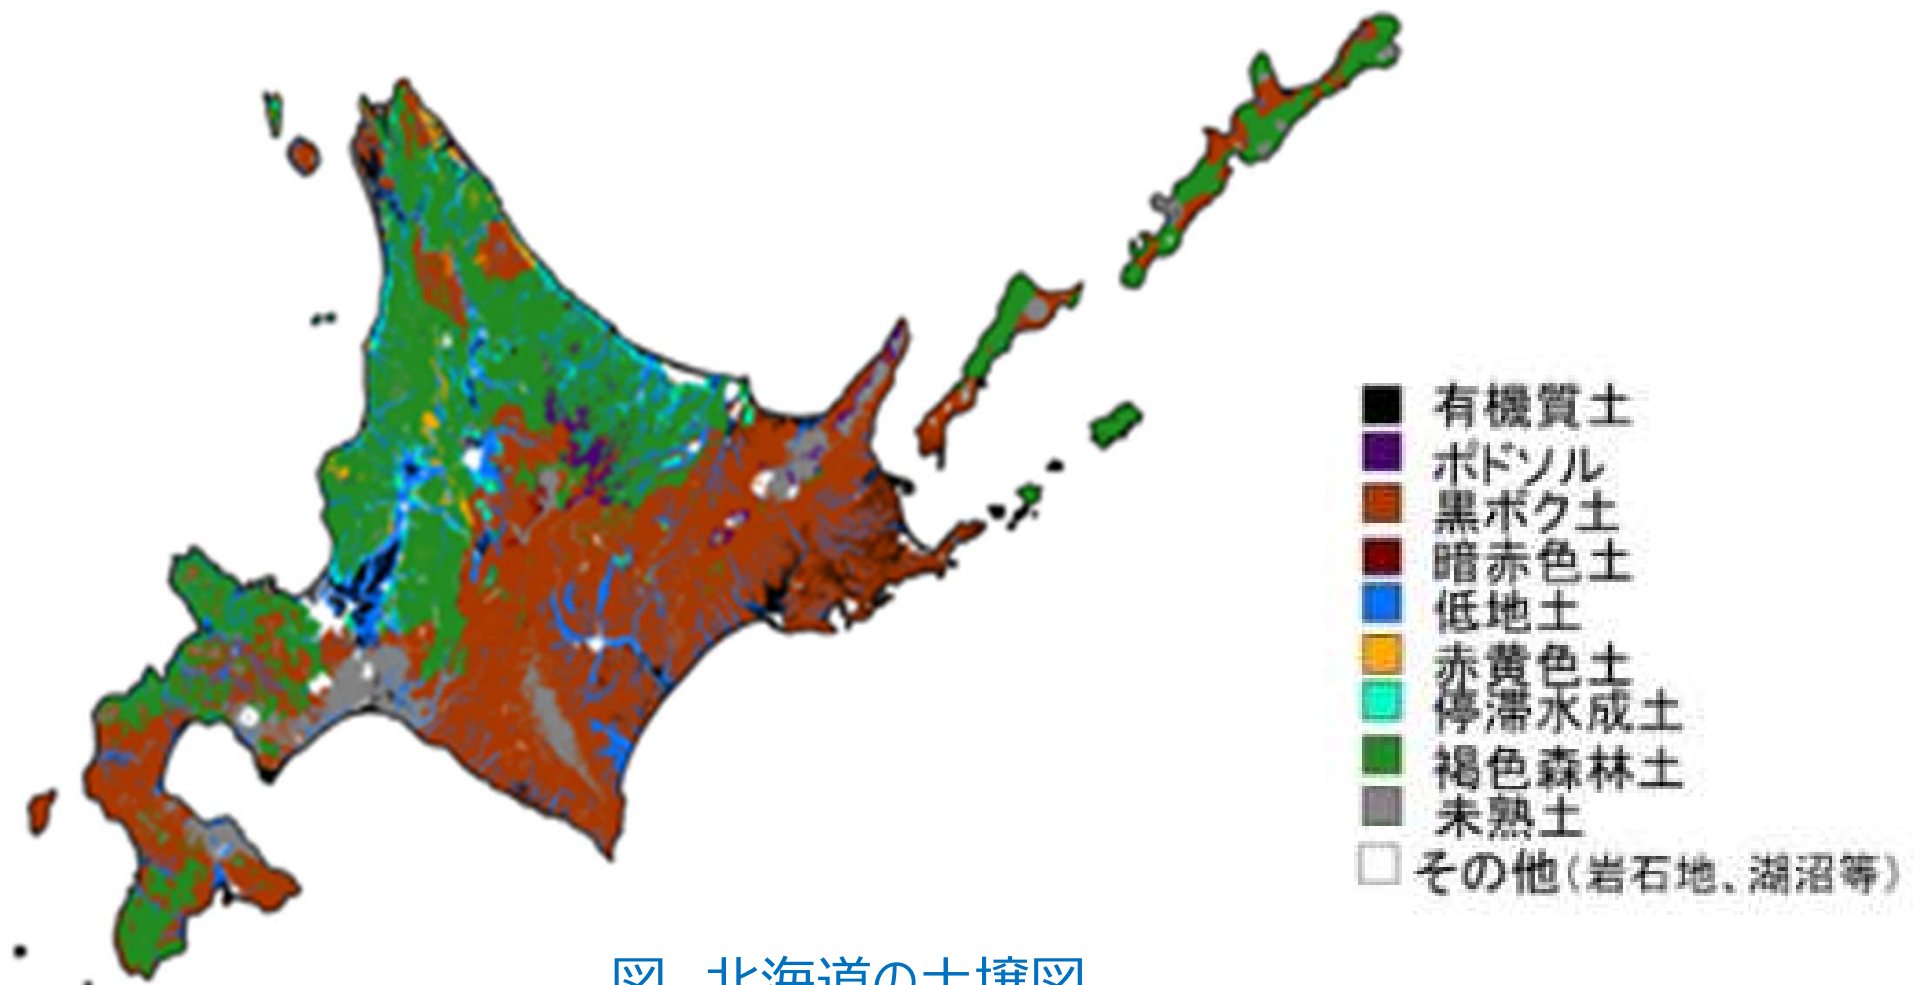 有機質土
ポドソル
黒ボク土
暗赤色土
低地土
赤黄色土
停滞水成土
褐色森林土
未熟土
その他(岩石地、湖沼等)
図 北海道の土壌図